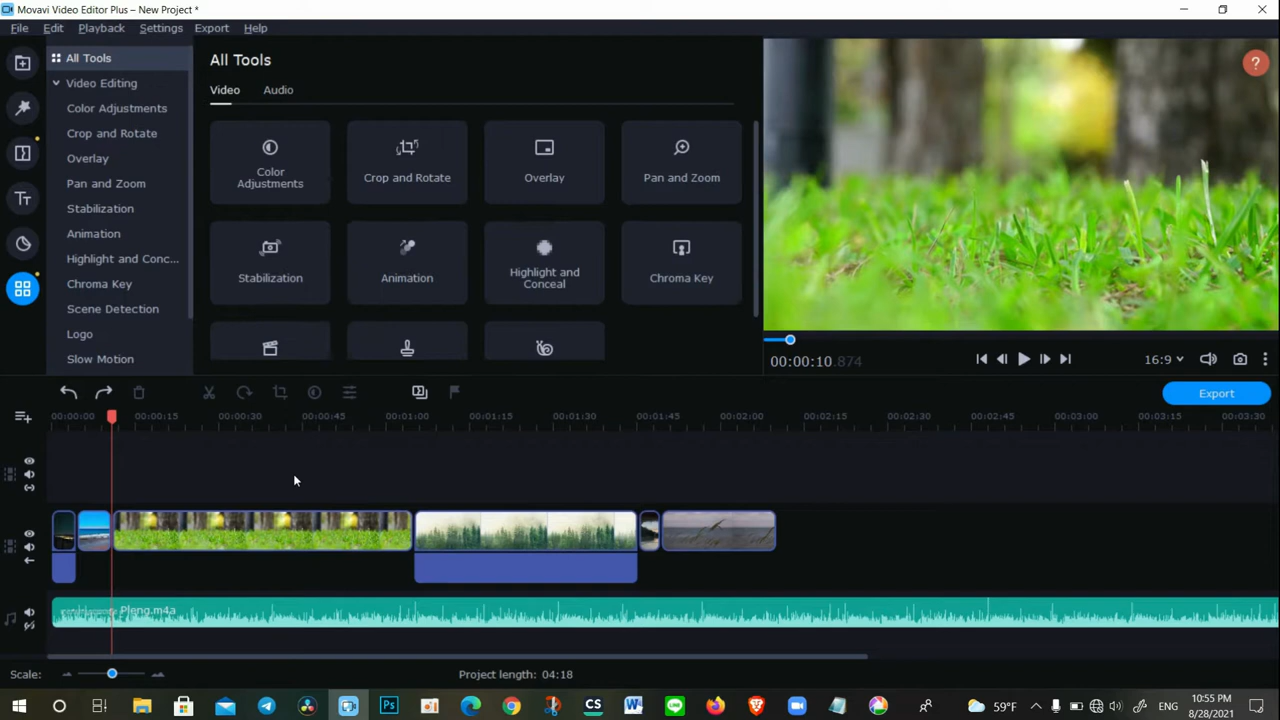 Movavi Video Editor Plus – New Project *
File Edit Playback Settings Export Help
All Tools
Video Editing
Color Adjustments
Crop and Rotate
Overlay
Pan and Zoom
Stabilization
Animation
Highlight and Conc...
Chroma Key
Scene Detection
Logo
Slow Motion
All Tools
Video Audio
Color Adjustments
Crop and Rotate
Overlay
Pan and Zoom
Stabilization
Animation
Highlight and Conceal
Chroma Key
?
00:00:10.874
16:9
Export
00:00:00 00:00:15 00:00:30 00:00:45 00:01:00 00:01:15 00:01:30 00:01:45 00:02:00 00:02:15 00:02:30 00:02:45 00:03:00 00:03:15 00:03:30
Pleng.m4a
Scale:
Project length: 04:18
Ps
CS
W
LINE
59°F
10:55 PM
8/28/2021